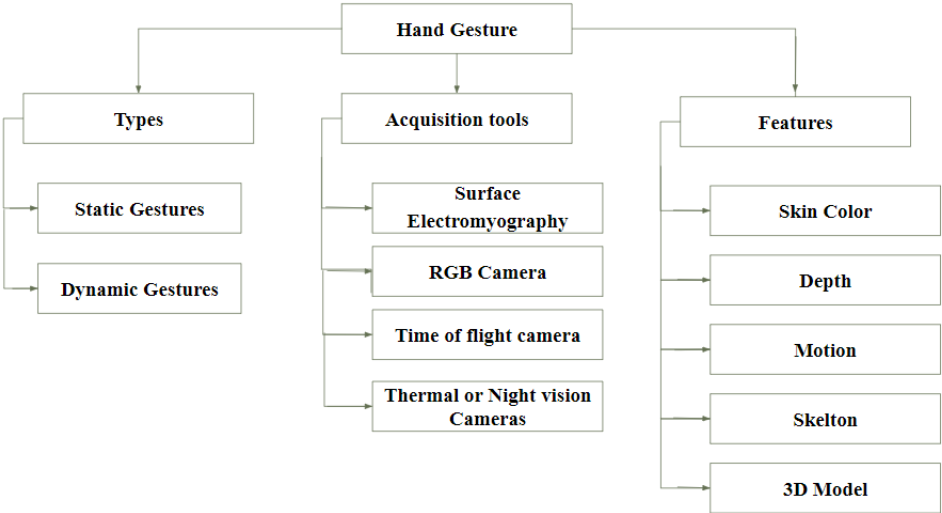 Hand Gesture
Types
Static Gestures
Dynamic Gestures
Acquisition tools
Surface
Electromyography
RGB Camera
Time of flight camera
Thermal or Night vision
Cameras
Features
Skin Color
Depth
Motion
Skelton
3D Model